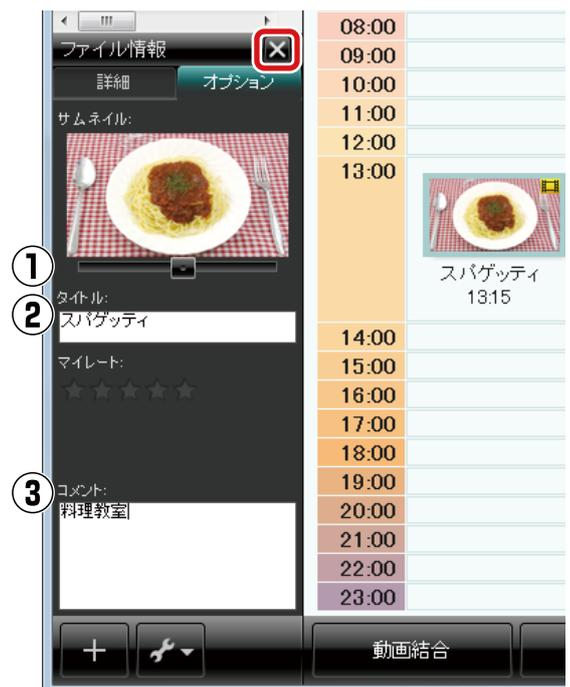 ファイル情報
詳細
オプション
サムネイル:
①
タイトル:
②
スパゲッティ
マイレート:
③
コメント:
料理教室
動画結合
08:00
09:00
10:00
11:00
12:00
13:00
スパゲッティ
13:15
14:00
15:00
16:00
17:00
18:00
19:00
20:00
21:00
22:00
23:00